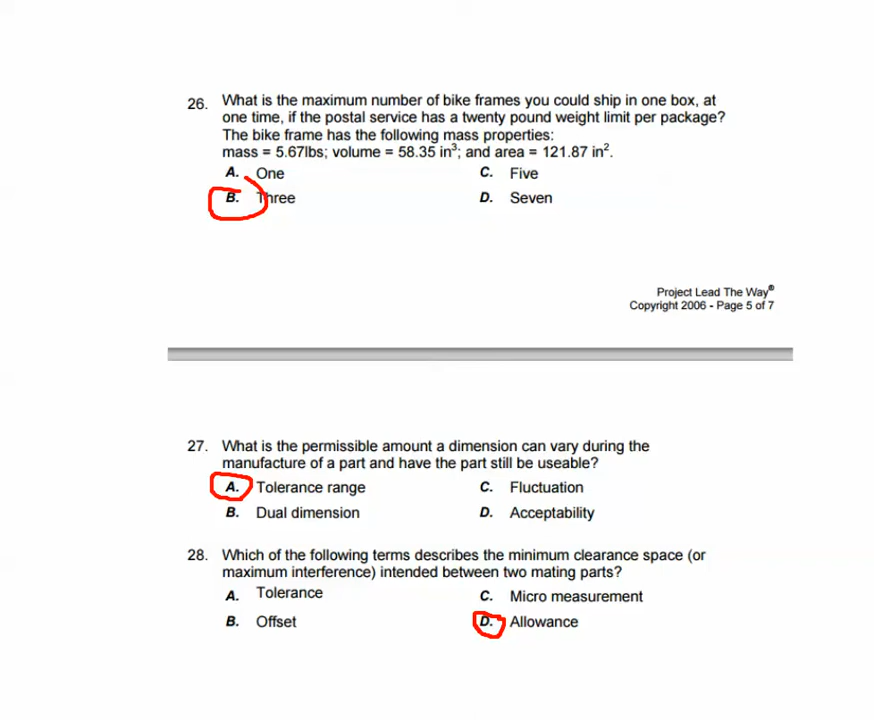 26. What is the maximum number of bike frames you could ship in one box, at
one time, if the postal service has a twenty pound weight limit per package?
The bike frame has the following mass properties:
mass = 5.67lbs; volume = 58.35 in³; and area = 121.87 in².
A. One C. Five
B. Three D. Seven
Project Lead The Way®
Copyright 2006 - Page 5 of 7
27. What is the permissible amount a dimension can vary during the
manufacture of a part and have the part still be useable?
A. Tolerance range C. Fluctuation
B. Dual dimension D. Acceptability
28. Which of the following terms describes the minimum clearance space (or
maximum interference) intended between two mating parts?
A. Tolerance C. Micro measurement
B. Offset D. Allowance